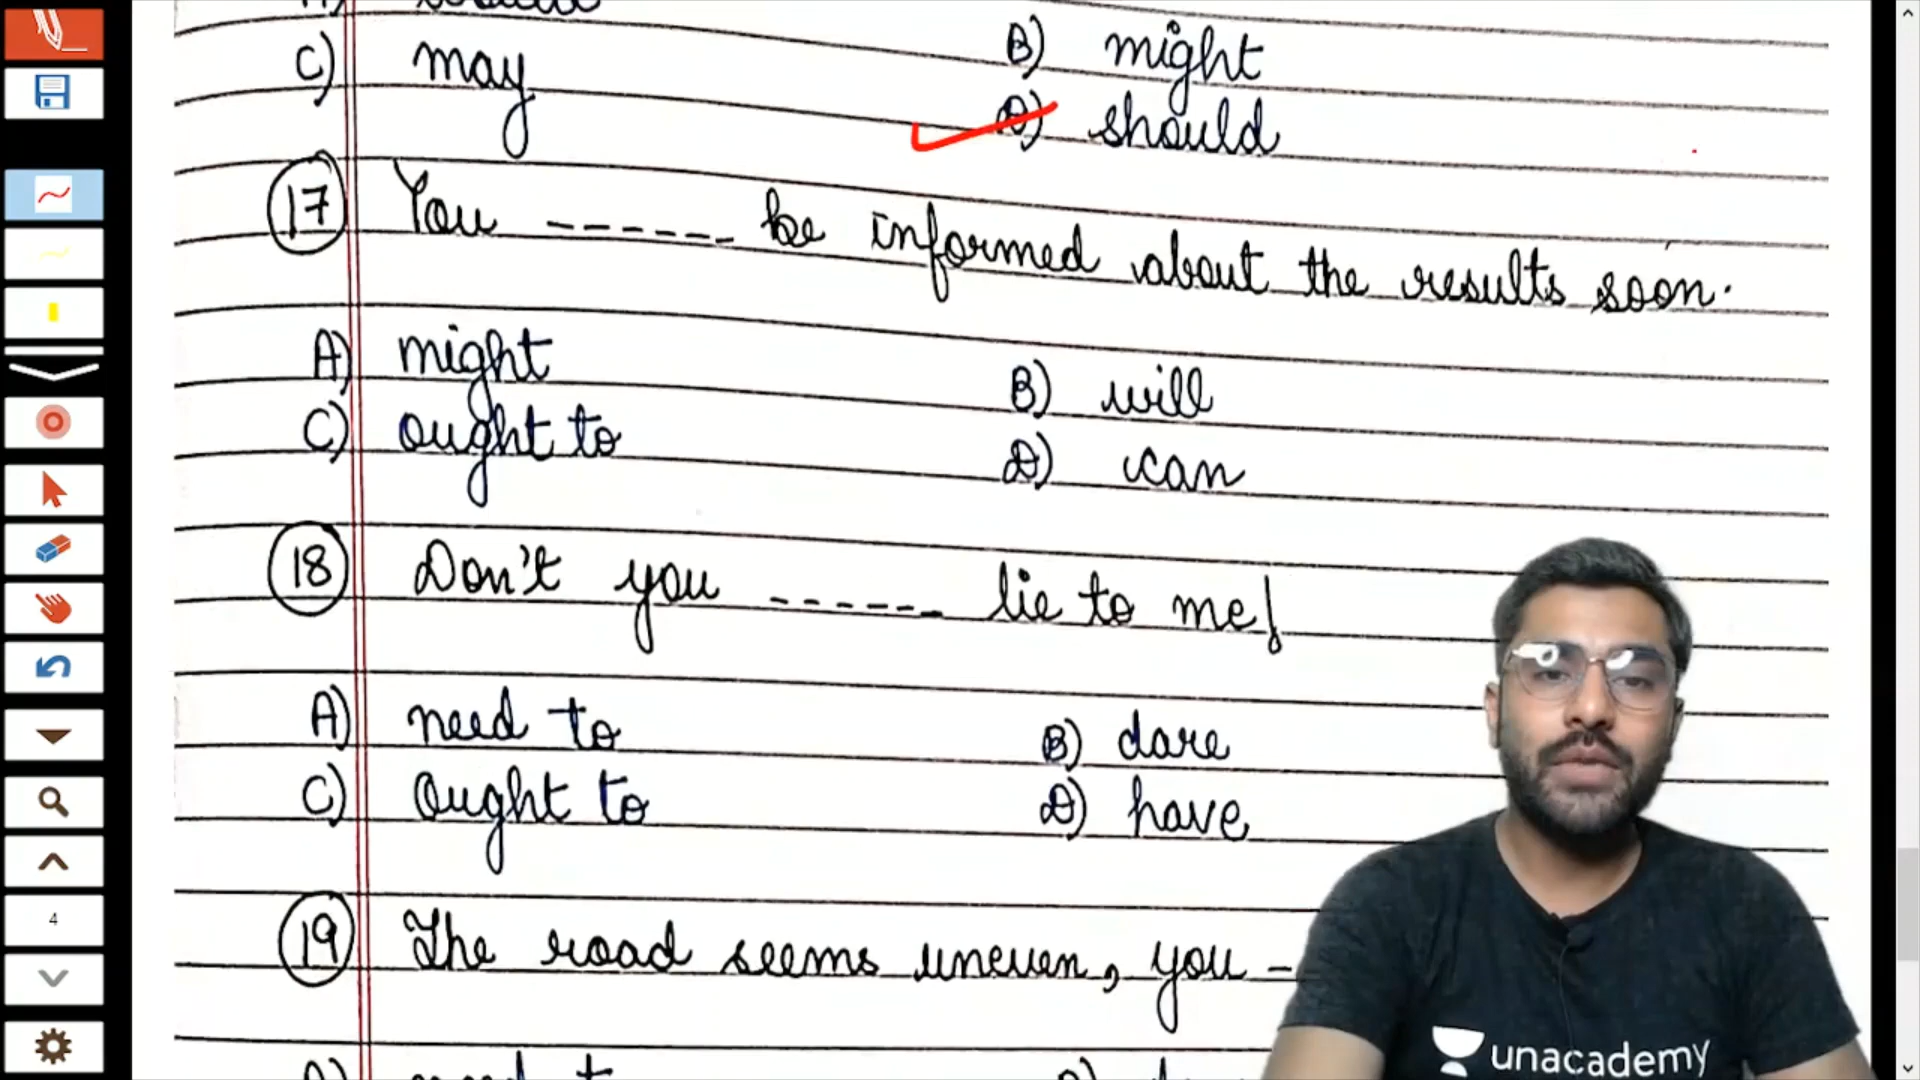 C) may
B) might
D) should
17 You ------ be informed about the results soon.
A) might
B) will
C) ought to
D) can
18 Don't you ------ lie to me!
A) need to
B) dare
C) ought to
D) have
19 The road seems uneven, you -
4
unacademy